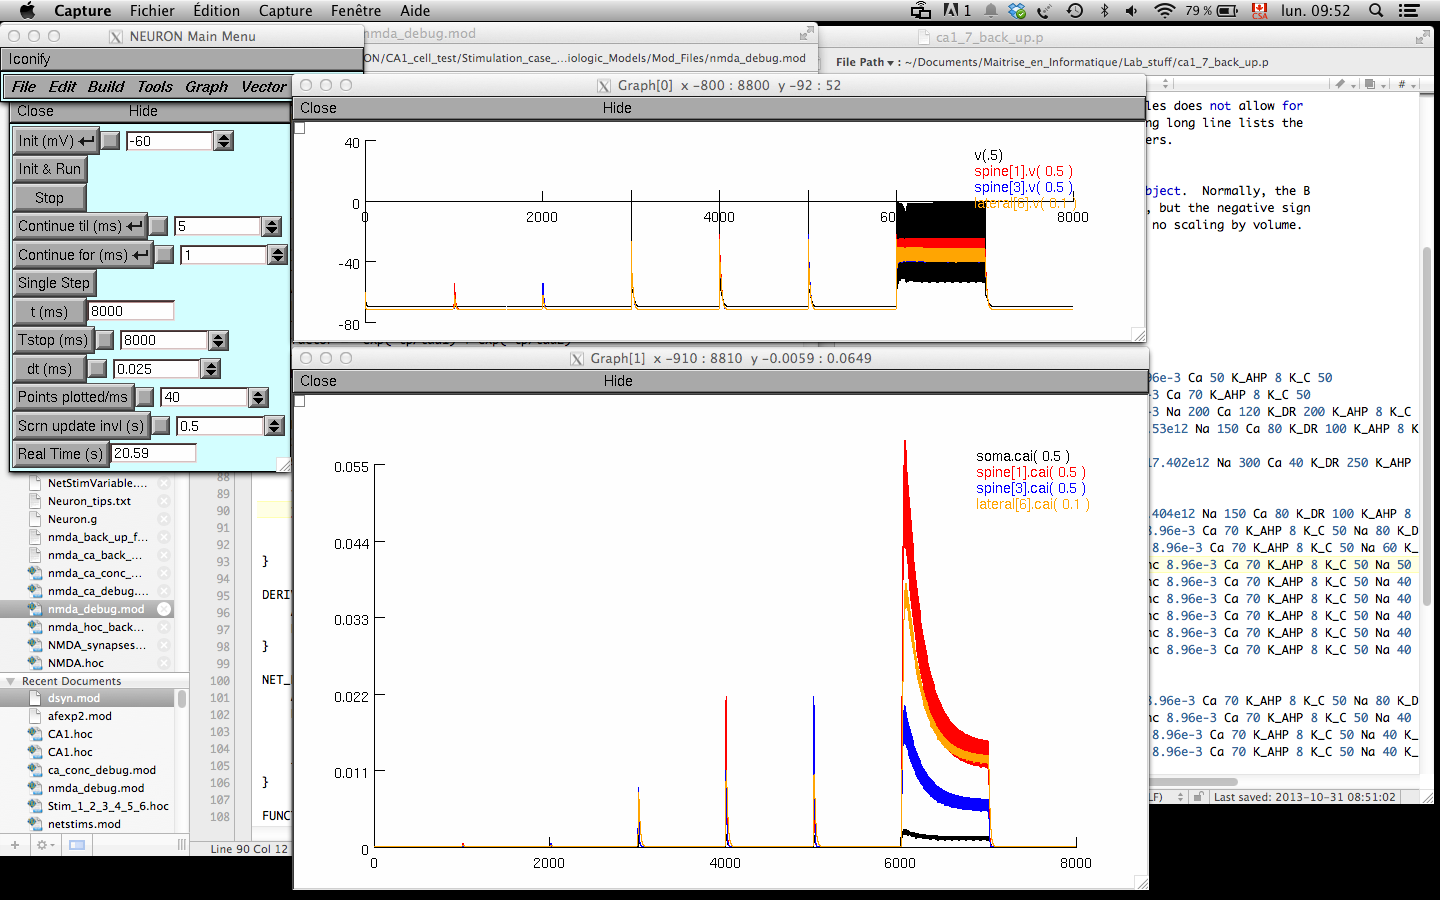 Capture Fichier Édition Capture Fenêtre Aide
1 79 % lun. 09:52
NEURON Main Menu
Iconify
File Edit Build Tools Graph Vector
Close Hide
Init (mV) -60
Init & Run
Stop
Continue til (ms) 5
Continue for (ms) 1
Single Step
t (ms) 8000
Tstop (ms) 8000
dt (ms) 0.025
Points plotted/ms 40
Scrn update invl (s) 0.5
Real Time (s) 20.59
nmda_debug.mod
ON/CA1_cell_test/Stimulation_case_...iologic_Models/Mod_Files/nmda_debug.mod
ca1_7_back_up.p
File Path ▾ : ~/Documents/Maitrise_en_Informatique/Lab_stuff/ca1_7_back_up.p
Graph[0] x -800 : 8800 y -92 : 52
Close Hide
40
0
-40
-80
0 2000 4000 8000
v(.5)
spine[1].v( 0.5 )
spine[3].v( 0.5 )
lateral[6].v( 0.1 )
Graph[1] x -910 : 8810 y -0.0059 : 0.0649
Close Hide
0.055
0.044
0.033
0.022
0.011
0
0 2000 4000 6000 8000
soma.cai( 0.5 )
spine[1].cai( 0.5 )
spine[3].cai( 0.5 )
lateral[6].cai( 0.1 )
les does not allow for
ng long line lists the
ers.
bject. Normally, the B
, but the negative sign
no scaling by volume.
96e-3 Ca 50 K_AHP 8 K_C 50
-3 Ca 70 K_AHP 8 K_C 50
-3 Na 200 Ca 120 K_DR 200 K_AHP 8 K_C
.53e12 Na 150 Ca 80 K_DR 100 K_AHP 8 K
17.402e12 Na 300 Ca 40 K_DR 250 K_AHP
.404e12 Na 150 Ca 80 K_DR 100 K_AHP 8
8.96e-3 Ca 70 K_AHP 8 K_C 50 Na 80 K_D
8.96e-3 Ca 70 K_AHP 8 K_C 50 Na 60 K_
nc 8.96e-3 Ca 70 K_AHP 8 K_C 50 Na 50
nc 8.96e-3 Ca 70 K_AHP 8 K_C 50 Na 40
nc 8.96e-3 Ca 70 K_AHP 8 K_C 50 Na 40
nc 8.96e-3 Ca 70 K_AHP 8 K_C 50 Na 40
nc 8.96e-3 Ca 70 K_AHP 8 K_C 50 Na 40
nc 8.96e-3 Ca 70 K_AHP 8 K_C 50 Na 40
8.96e-3 Ca 70 K_AHP 8 K_C 50 Na 80 K_D
nc 8.96e-3 Ca 70 K_AHP 8 K_C 50 Na 40
nc 8.96e-3 Ca 70 K_AHP 8 K_C 50 Na 40 K_
nc 8.96e-3 Ca 70 K_AHP 8 K_C 50 Na 40 K_
LF) Last saved: 2013-10-31 08:51:02
NetStimVariable....
Neuron_tips.txt
Neuron.g
nmda_back_up_f...
nmda_ca_back_...
nmda_ca_conc_...
nmda_ca_debug....
nmda_debug.mod
nmda_hoc_back...
NMDA_synapses...
NMDA.hoc
Recent Documents
dsyn.mod
afexp2.mod
CA1.hoc
CA1.hoc
ca_conc_debug.mod
nmda_debug.mod
Stim_1_2_3_4_5_6.hoc
netstims.mod
88
89
90
91
92
93 }
94
95 DERI
96
97
98 }
99
100 NET_
101
102
103
104
105
106 }
107
108 FUNC
Line 90 Col 12